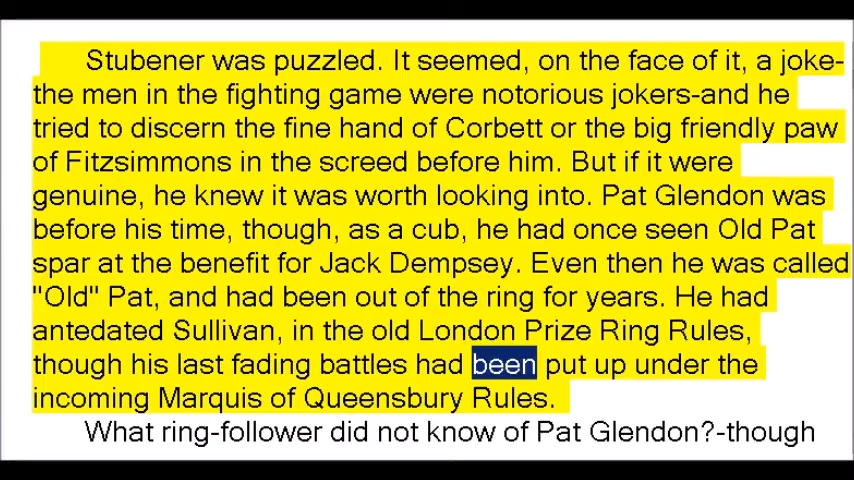 Stubener was puzzled. It seemed, on the face of it, a joke-
the men in the fighting game were notorious jokers-and he
tried to discern the fine hand of Corbett or the big friendly paw
of Fitzsimmons in the screed before him. But if it were
genuine, he knew it was worth looking into. Pat Glendon was
before his time, though, as a cub, he had once seen Old Pat
spar at the benefit for Jack Dempsey. Even then he was called
"Old" Pat, and had been out of the ring for years. He had
antedated Sullivan, in the old London Prize Ring Rules,
though his last fading battles had been put up under the
incoming Marquis of Queensbury Rules.
What ring-follower did not know of Pat Glendon?-though